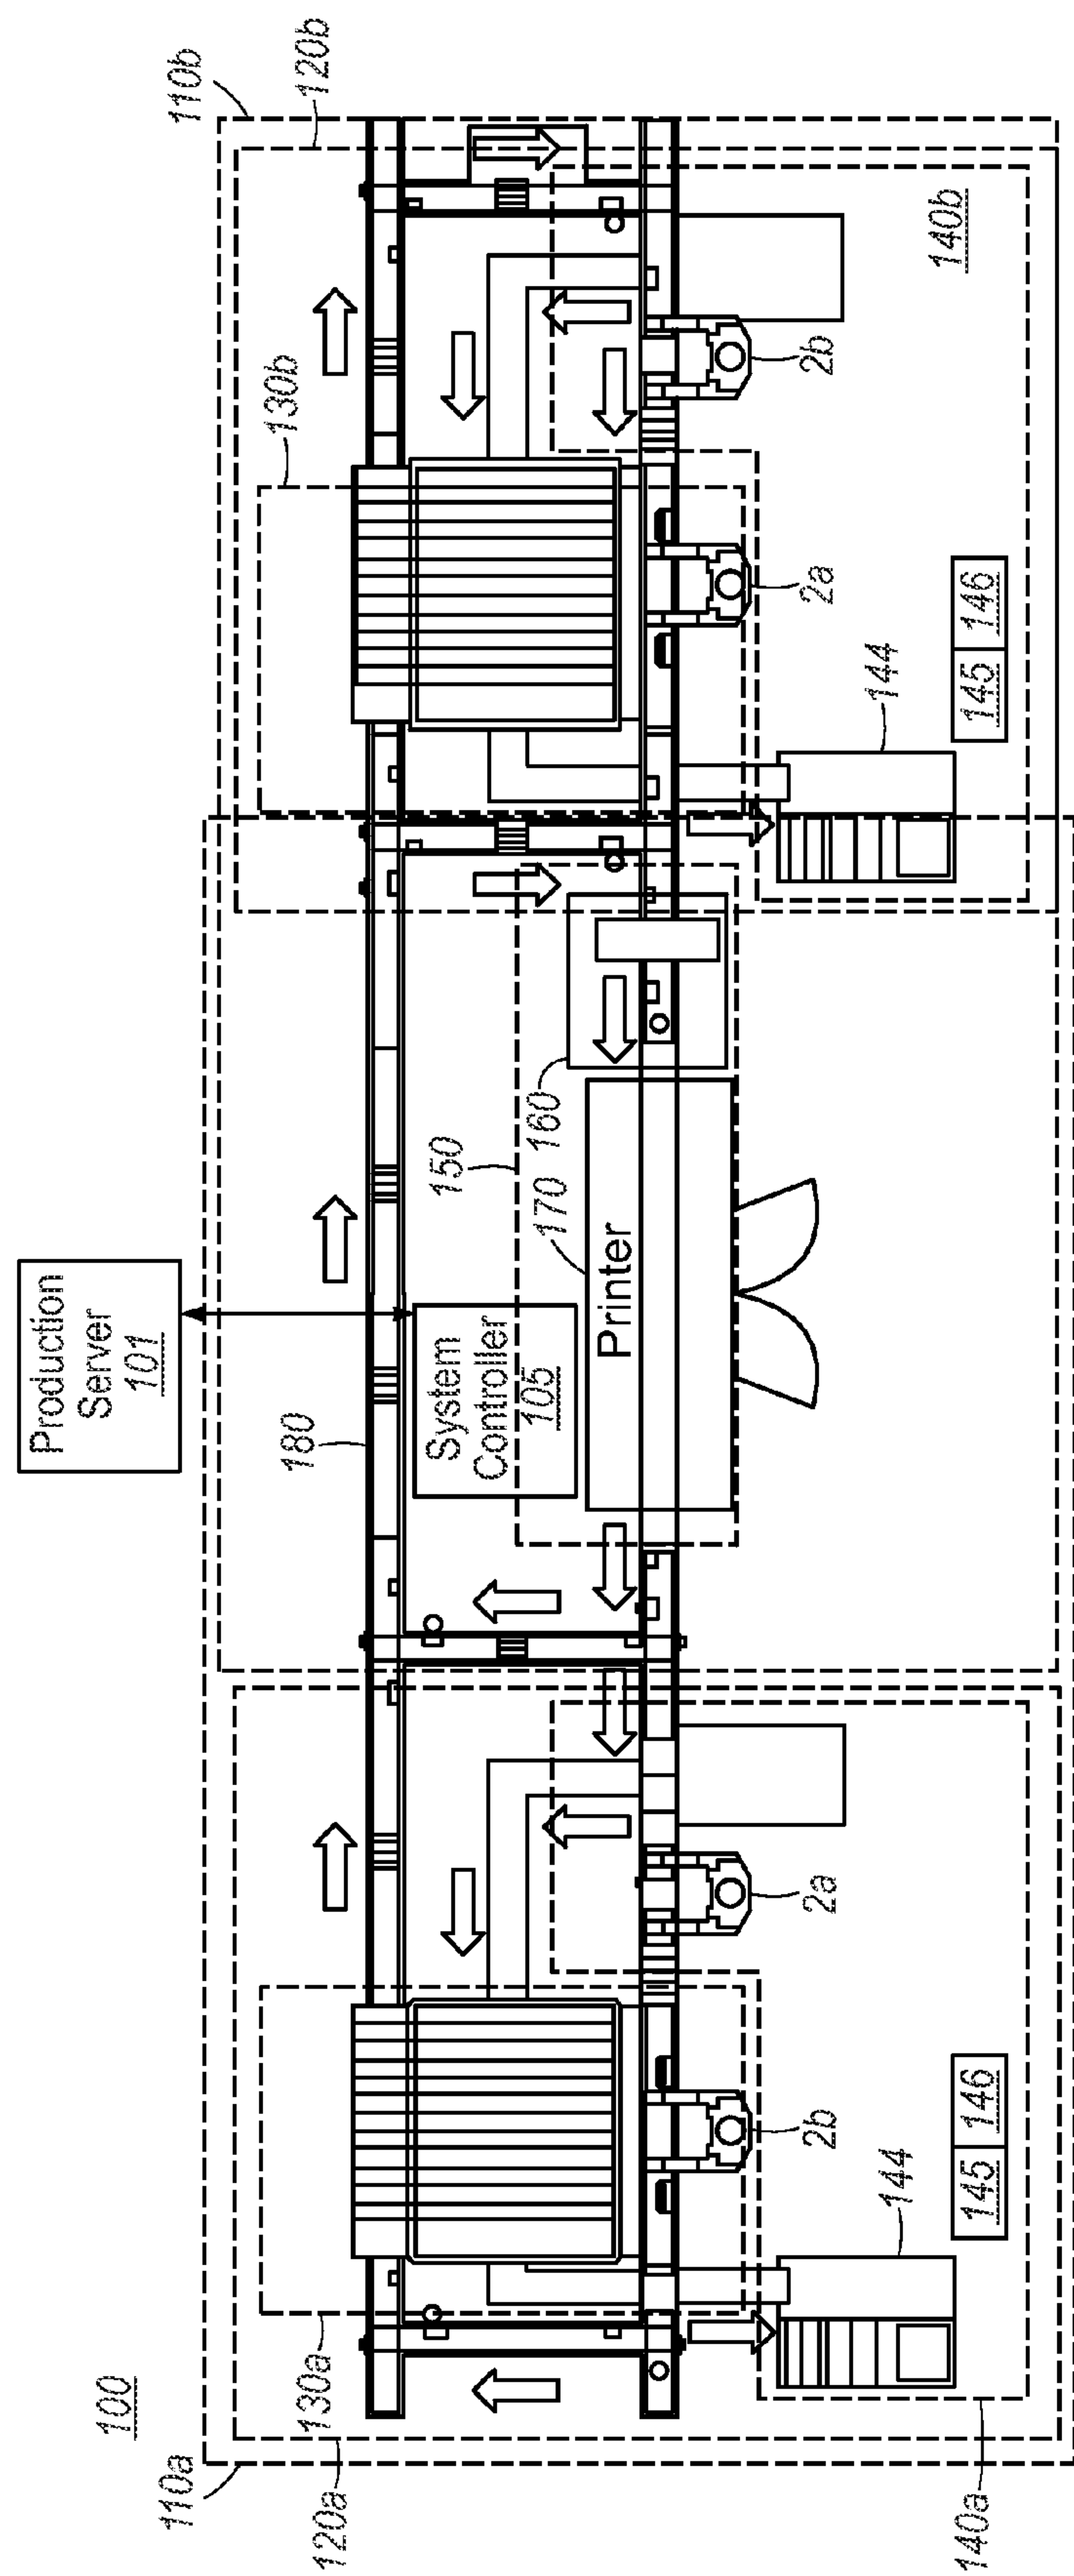 100
110a
120a
130a
140a
144
145
146
2b
2a
180
Production
Server
101
System
Controller
105
Printer
170
150
160
144
145
146
2a
2b
130b
140b
110b
120b